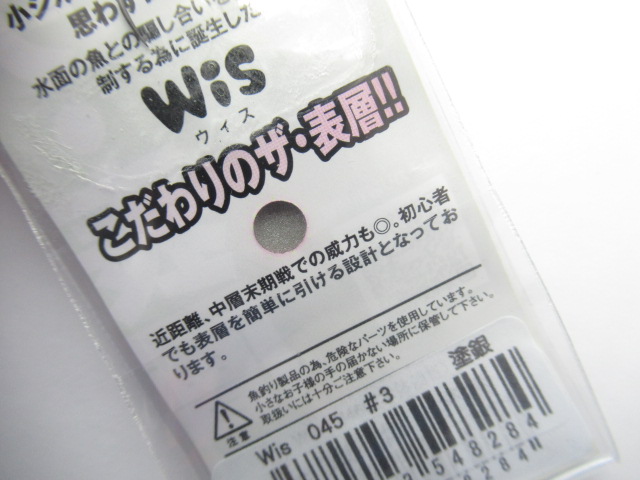 思わず
水面の魚との騙し合いを
制する為に誕生した
Wis
ウィス
こだわりのザ・表層!!
近距離、中層末期戦での威力も◎。初心者
でも表層を簡単に引ける設計となってお
ります。
魚釣り製品の為、危険なパーツを使用しています。
小さなお子様の手の届かない場所に保管して下さい。
取扱いには十分ご注意下さい。
注意
塗銀
Wis 045 #3
548284